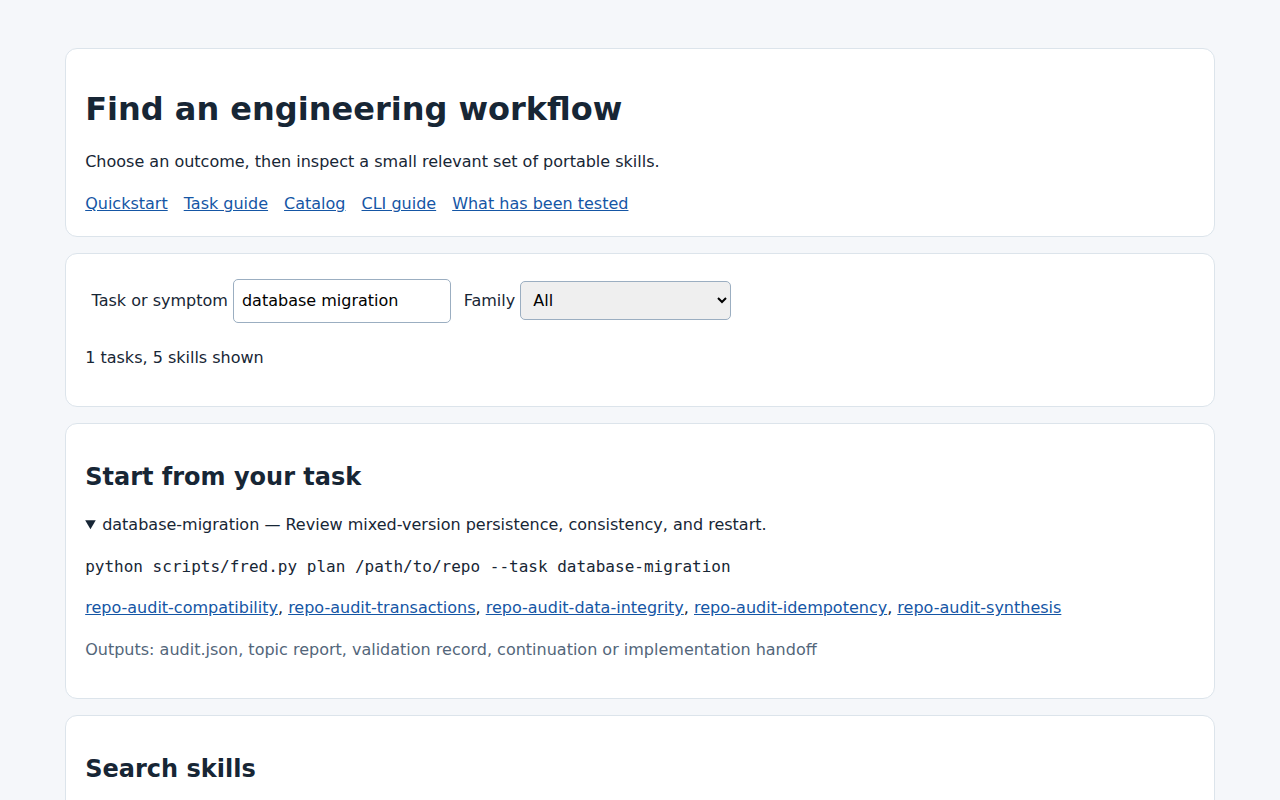 Find an engineering workflow
Choose an outcome, then inspect a small relevant set of portable skills.
Quickstart Task guide Catalog CLI guide What has been tested
Task or symptom database migration Family All
1 tasks, 5 skills shown
Start from your task
▼ database-migration — Review mixed-version persistence, consistency, and restart.
python scripts/fred.py plan /path/to/repo --task database-migration
repo-audit-compatibility, repo-audit-transactions, repo-audit-data-integrity, repo-audit-idempotency, repo-audit-synthesis
Outputs: audit.json, topic report, validation record, continuation or implementation handoff
Search skills